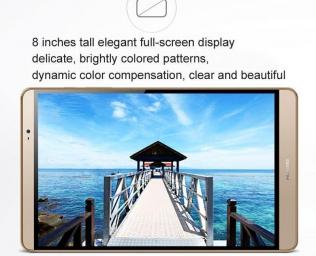 8 inches tall elegant full-screen display
delicate, brightly colored patterns,
dynamic color compensation, clear and beautiful
HUAWEI